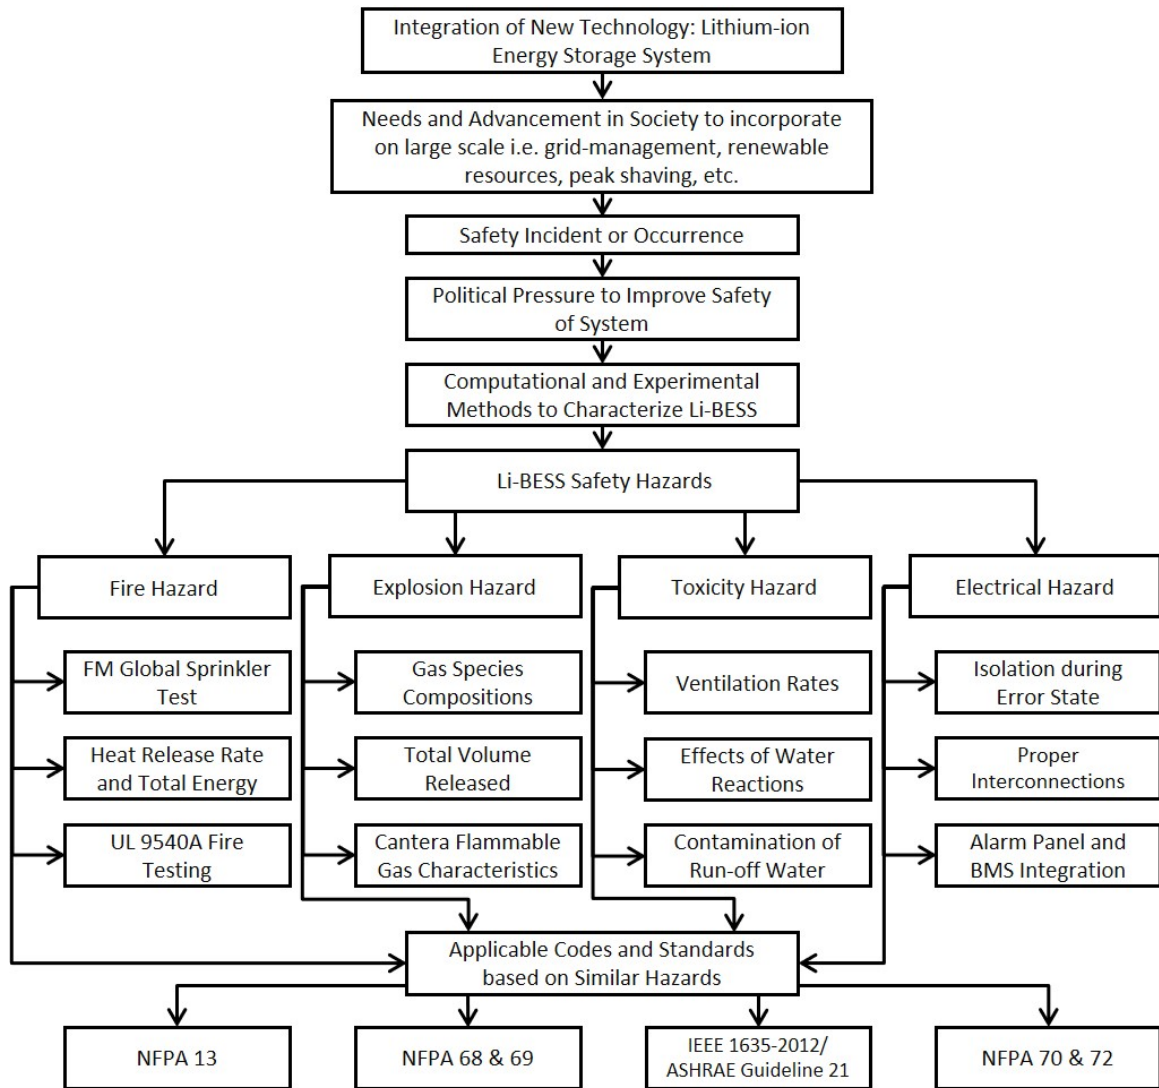 Integration of New Technology: Lithium-ion
Energy Storage System
Needs and Advancement in Society to incorporate
on large scale i.e. grid-management, renewable
resources, peak shaving, etc.
Safety Incident or Occurrence
Political Pressure to Improve Safety
of System
Computational and Experimental
Methods to Characterize Li-BESS
Li-BESS Safety Hazards
Fire Hazard
Explosion Hazard
Toxicity Hazard
Electrical Hazard
FM Global Sprinkler
Test
Gas Species
Compositions
Ventilation Rates
Isolation during
Error State
Heat Release Rate
and Total Energy
Total Volume
Released
Effects of Water
Reactions
Proper
Interconnections
UL 9540A Fire
Testing
Cantera Flammable
Gas Characteristics
Contamination of
Run-off Water
Alarm Panel and
BMS Integration
Applicable Codes and Standards
based on Similar Hazards
NFPA 13
NFPA 68 & 69
IEEE 1635-2012/
ASHRAE Guideline 21
NFPA 70 & 72